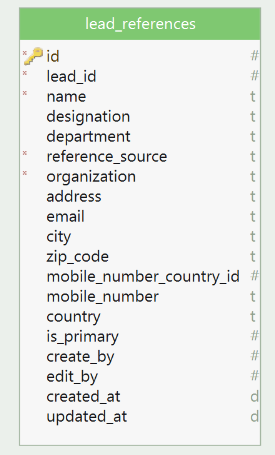 lead_references
* id #
* lead_id #
* name t
designation t
department t
* reference_source t
* organization t
address t
email t
city t
zip_code t
mobile_number_country_id #
mobile_number t
country t
is_primary #
create_by #
edit_by #
created_at d
updated_at d